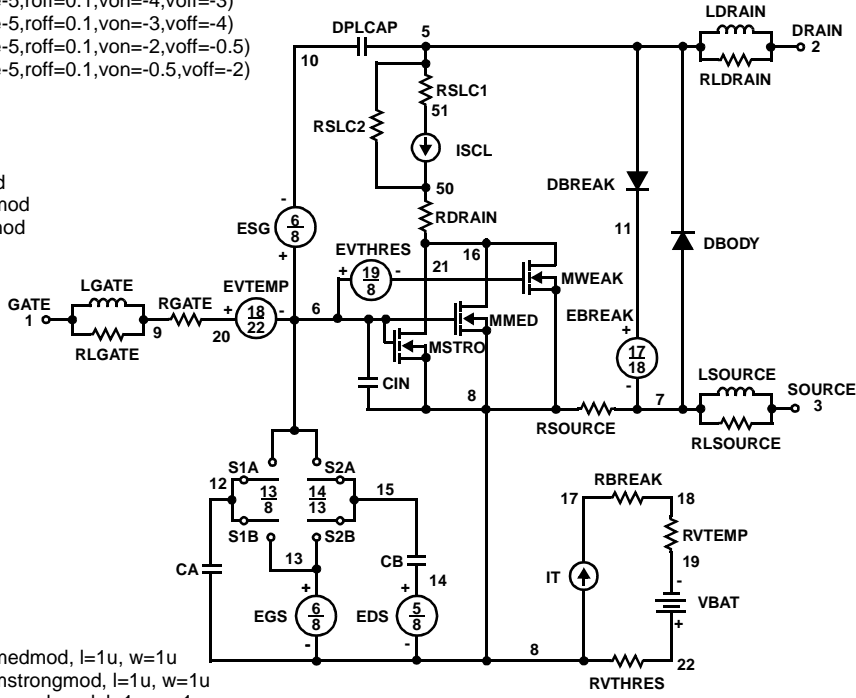 e-5,roff=0.1,von=-4,voff=-3)
e-5,roff=0.1,von=-3,voff=-4)
e-5,roff=0.1,von=-2,voff=-0.5)
e-5,roff=0.1,von=-0.5,voff=-2)
LDRAIN
DPLCAP 5 DRAIN
10 2
RSLC1 RLDRAIN
51
RSLC2
ISCL
d
mod
mod
50
DBREAK
RDRAIN
ESG 6 8
- +
11
DBODY
EVTHRES
+ 19 8 -
16
21
MWEAK
LGATE
EVTEMP
GATE
1
RGATE
+ 18 22 -
6
EBREAK
+
MMED
9
20
RLGATE
MSTRO
17 18
-
CIN
LSOURCE
8
7
SOURCE
3
RSOURCE
RLSOURCE
S1A
S2A
12
13 8
14 13
15
RBREAK
17
18
S1B
S2B
RVTEMP
13
CB
19
CA
14
IT
-
VBAT
+
+
EGS 6 8
EDS 5 8
+
-
-
8
22
RVTHRES
medmod, l=1u, w=1u
mstrongmod, l=1u, w=1u